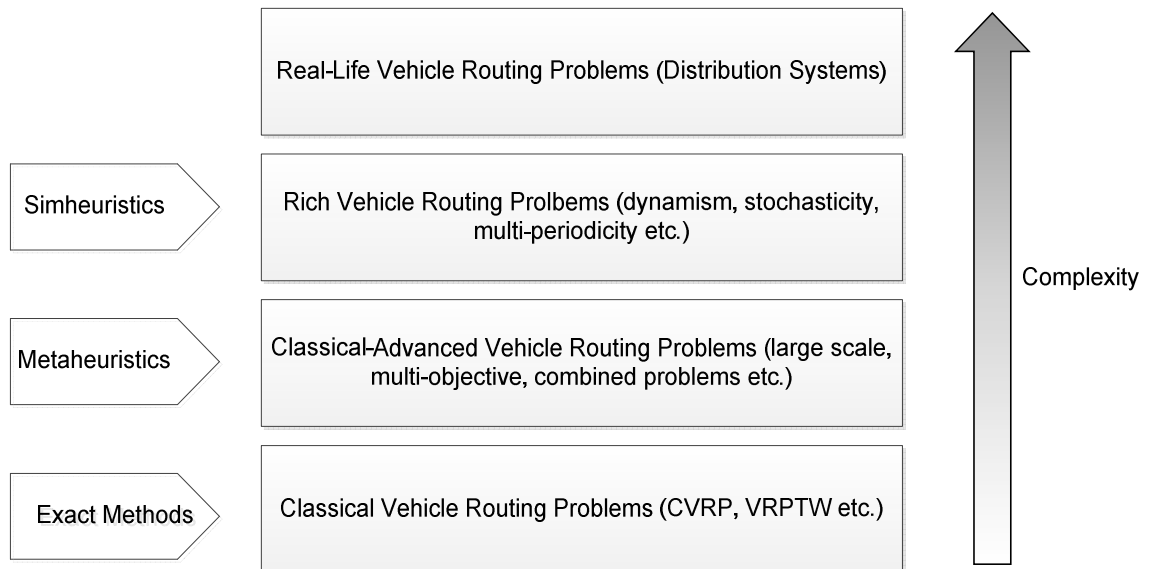 Real-Life Vehicle Routing Problems (Distribution Systems)
Simheuristics
Rich Vehicle Routing Prolbems (dynamism, stochasticity,
multi-periodicity etc.)
Complexity
Metaheuristics
Classical-Advanced Vehicle Routing Problems (large scale,
multi-objective, combined problems etc.)
Exact Methods
Classical Vehicle Routing Problems (CVRP, VRPTW etc.)